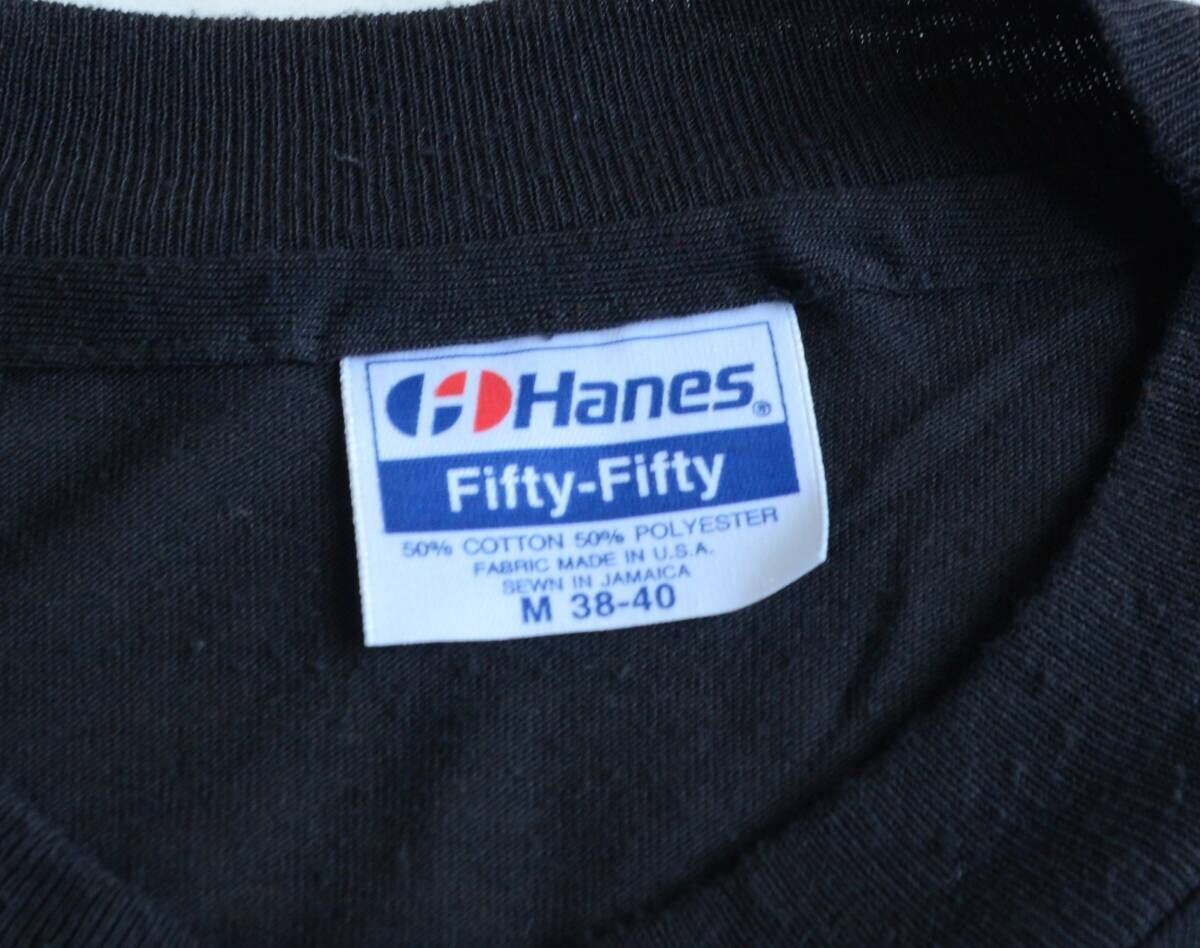 Hanes®
Fifty-Fifty
50% COTTON 50% POLYESTER
FABRIC MADE IN U.S.A.
SEWN IN JAMAICA
M 38-40